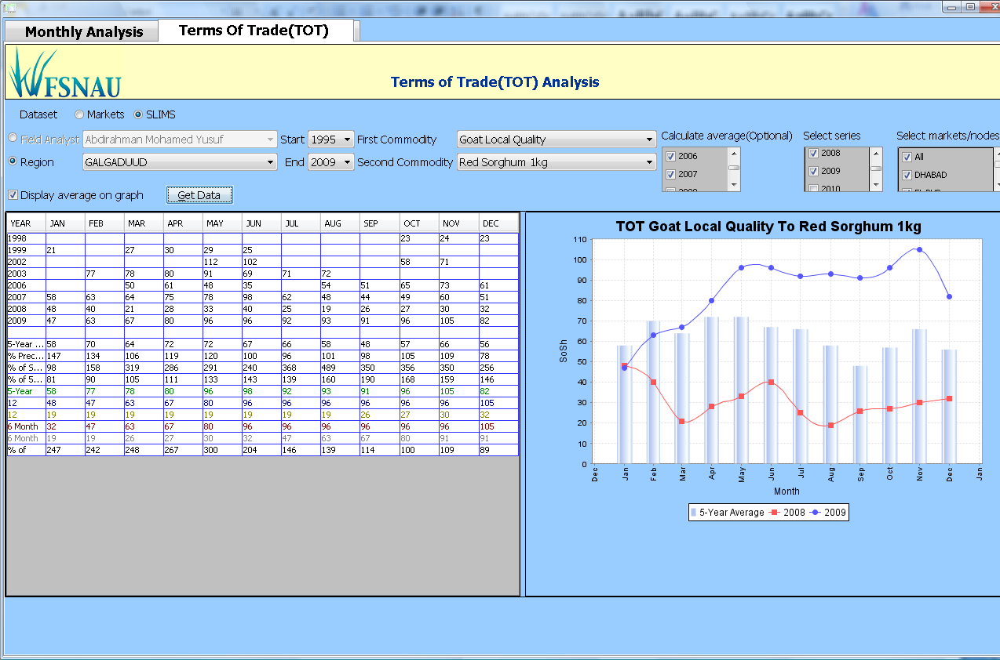 Monthly Analysis Terms Of Trade(TOT)
FSNAU
Terms of Trade(TOT) Analysis
Dataset Markets SLIMS
Field Analyst Abdirahman Mohamed Yusuf Start 1995 First Commodity Goat Local Quality Calculate average(Optional) Select series Select markets/nodes
Region GALGADUUD End 2009 Second Commodity Red Sorghum 1kg
2006 2008 All
2007 2009 DHABAD
2010
Display average on graph Get Data
YEAR JAN FEB MAR APR MAY JUN JUL AUG SEP OCT NOV DEC
1998 23 24 23
1999 21 27 30 29 25
2002 112 102 58 71
2003 77 78 80 91 69 71 72
2006 50 61 48 35 54 51 65 73 61
2007 58 63 64 75 78 98 62 48 44 49 60 51
2008 48 40 21 28 33 40 25 19 26 27 30 32
2009 47 63 67 80 96 96 92 93 91 96 105 82
5-Year ... 58 70 64 72 72 67 66 58 48 57 66 56
% Prec... 147 134 106 119 120 100 96 101 98 105 109 78
% of S... 98 158 319 286 291 240 368 489 350 356 350 256
% of 5... 81 90 105 111 133 143 139 160 190 168 159 146
5-Year 58 77 78 80 96 98 92 93 91 96 105 82
12 48 47 63 67 80 96 96 96 96 96 96 105
12 19 19 19 19 19 19 19 19 26 27 30 32
6 Month 32 47 63 67 80 96 96 96 96 96 96 105
6 Month 19 19 26 27 30 32 47 63 67 80 91 91
% of 247 242 248 267 300 204 146 139 114 100 109 89
TOT Goat Local Quality To Red Sorghum 1kg
110
100
90
80
70
60
50
40
30
20
10
0
SoSh
Dec Jan Feb Mar Apr May Jun Jul Aug Sep Oct Nov Dec Jan
Month
5-Year Average 2008 2009